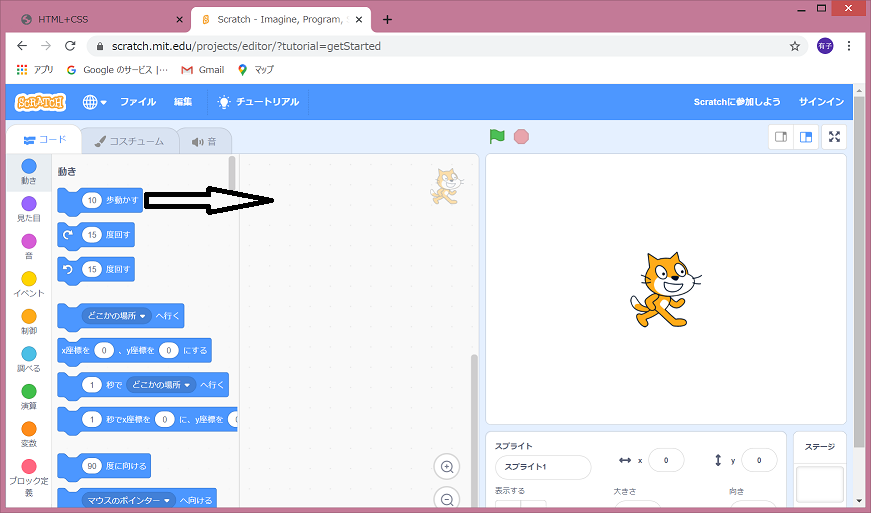 HTML+CSS
Scratch - Imagine, Program, S
scratch.mit.edu/projects/editor/?tutorial=getStarted
有子
アプリ
Google のサービス |…
Gmail
マップ
SCRATCH
ファイル
編集
チュートリアル
Scratchに参加しよう
サインイン
コード
コスチューム
音
動き
見た目
音
イベント
制御
調べる
演算
変数
ブロック定義
動き
10 歩動かす
15 度回す
15 度回す
どこかの場所 へ行く
x座標を 0 、y座標を 0 にする
1 秒で どこかの場所 へ行く
1 秒でx座標を 0 に、y座標を
90 度に向ける
マウスのポインター へ向ける
スプライト
スプライト1
x 0
y 0
表示する
大きさ
向き
ステージ